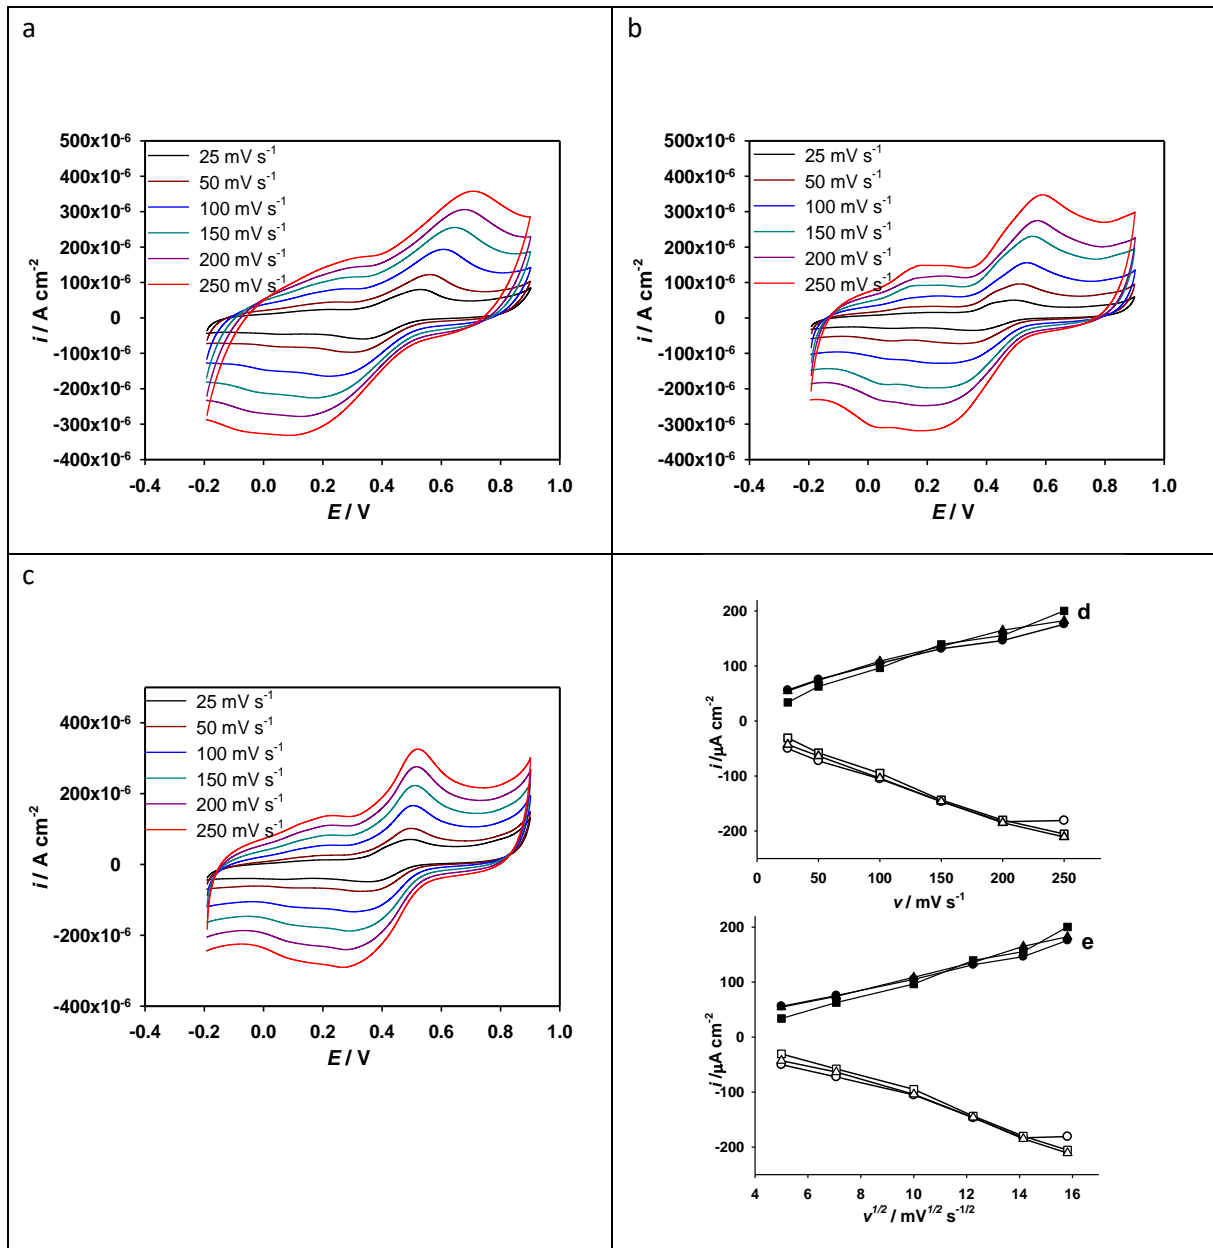 a
500x10⁻⁶
400x10⁻⁶
300x10⁻⁶
200x10⁻⁶
100x10⁻⁶
0
-100x10⁻⁶
-200x10⁻⁶
-300x10⁻⁶
-400x10⁻⁶
i / A cm⁻²
25 mV s⁻¹
50 mV s⁻¹
100 mV s⁻¹
150 mV s⁻¹
200 mV s⁻¹
250 mV s⁻¹
-0.4 -0.2 0.0 0.2 0.4 0.6 0.8 1.0
E / V
b
500x10⁻⁶
400x10⁻⁶
300x10⁻⁶
200x10⁻⁶
100x10⁻⁶
0
-100x10⁻⁶
-200x10⁻⁶
-300x10⁻⁶
-400x10⁻⁶
i / A cm⁻²
25 mV s⁻¹
50 mV s⁻¹
100 mV s⁻¹
150 mV s⁻¹
200 mV s⁻¹
250 mV s⁻¹
-0.4 -0.2 0.0 0.2 0.4 0.6 0.8 1.0
E / V
c
400x10⁻⁶
200x10⁻⁶
0
-200x10⁻⁶
-400x10⁻⁶
i / A cm⁻²
25 mV s⁻¹
50 mV s⁻¹
100 mV s⁻¹
150 mV s⁻¹
200 mV s⁻¹
250 mV s⁻¹
-0.4 -0.2 0.0 0.2 0.4 0.6 0.8 1.0
E / V
d
200
100
0
-100
-200
i /µA cm⁻²
0 50 100 150 200 250
v / mV s⁻¹
e
200
100
0
-100
-200
i /µA cm⁻²
4 6 8 10 12 14 16
v^1/2 / mV^1/2 s^-1/2